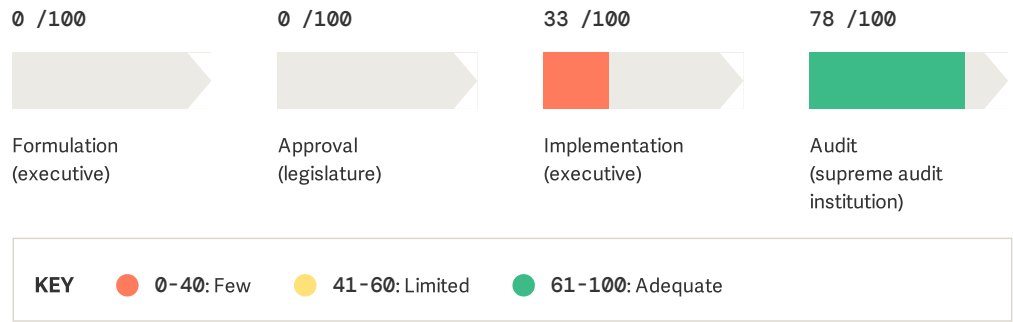 0 /100
0 /100
33 /100
78 /100
Formulation
(executive)
Approval
(legislature)
Implementation
(executive)
Audit
(supreme audit
institution)
KEY
0-40: Few
41-60: Limited
61-100: Adequate